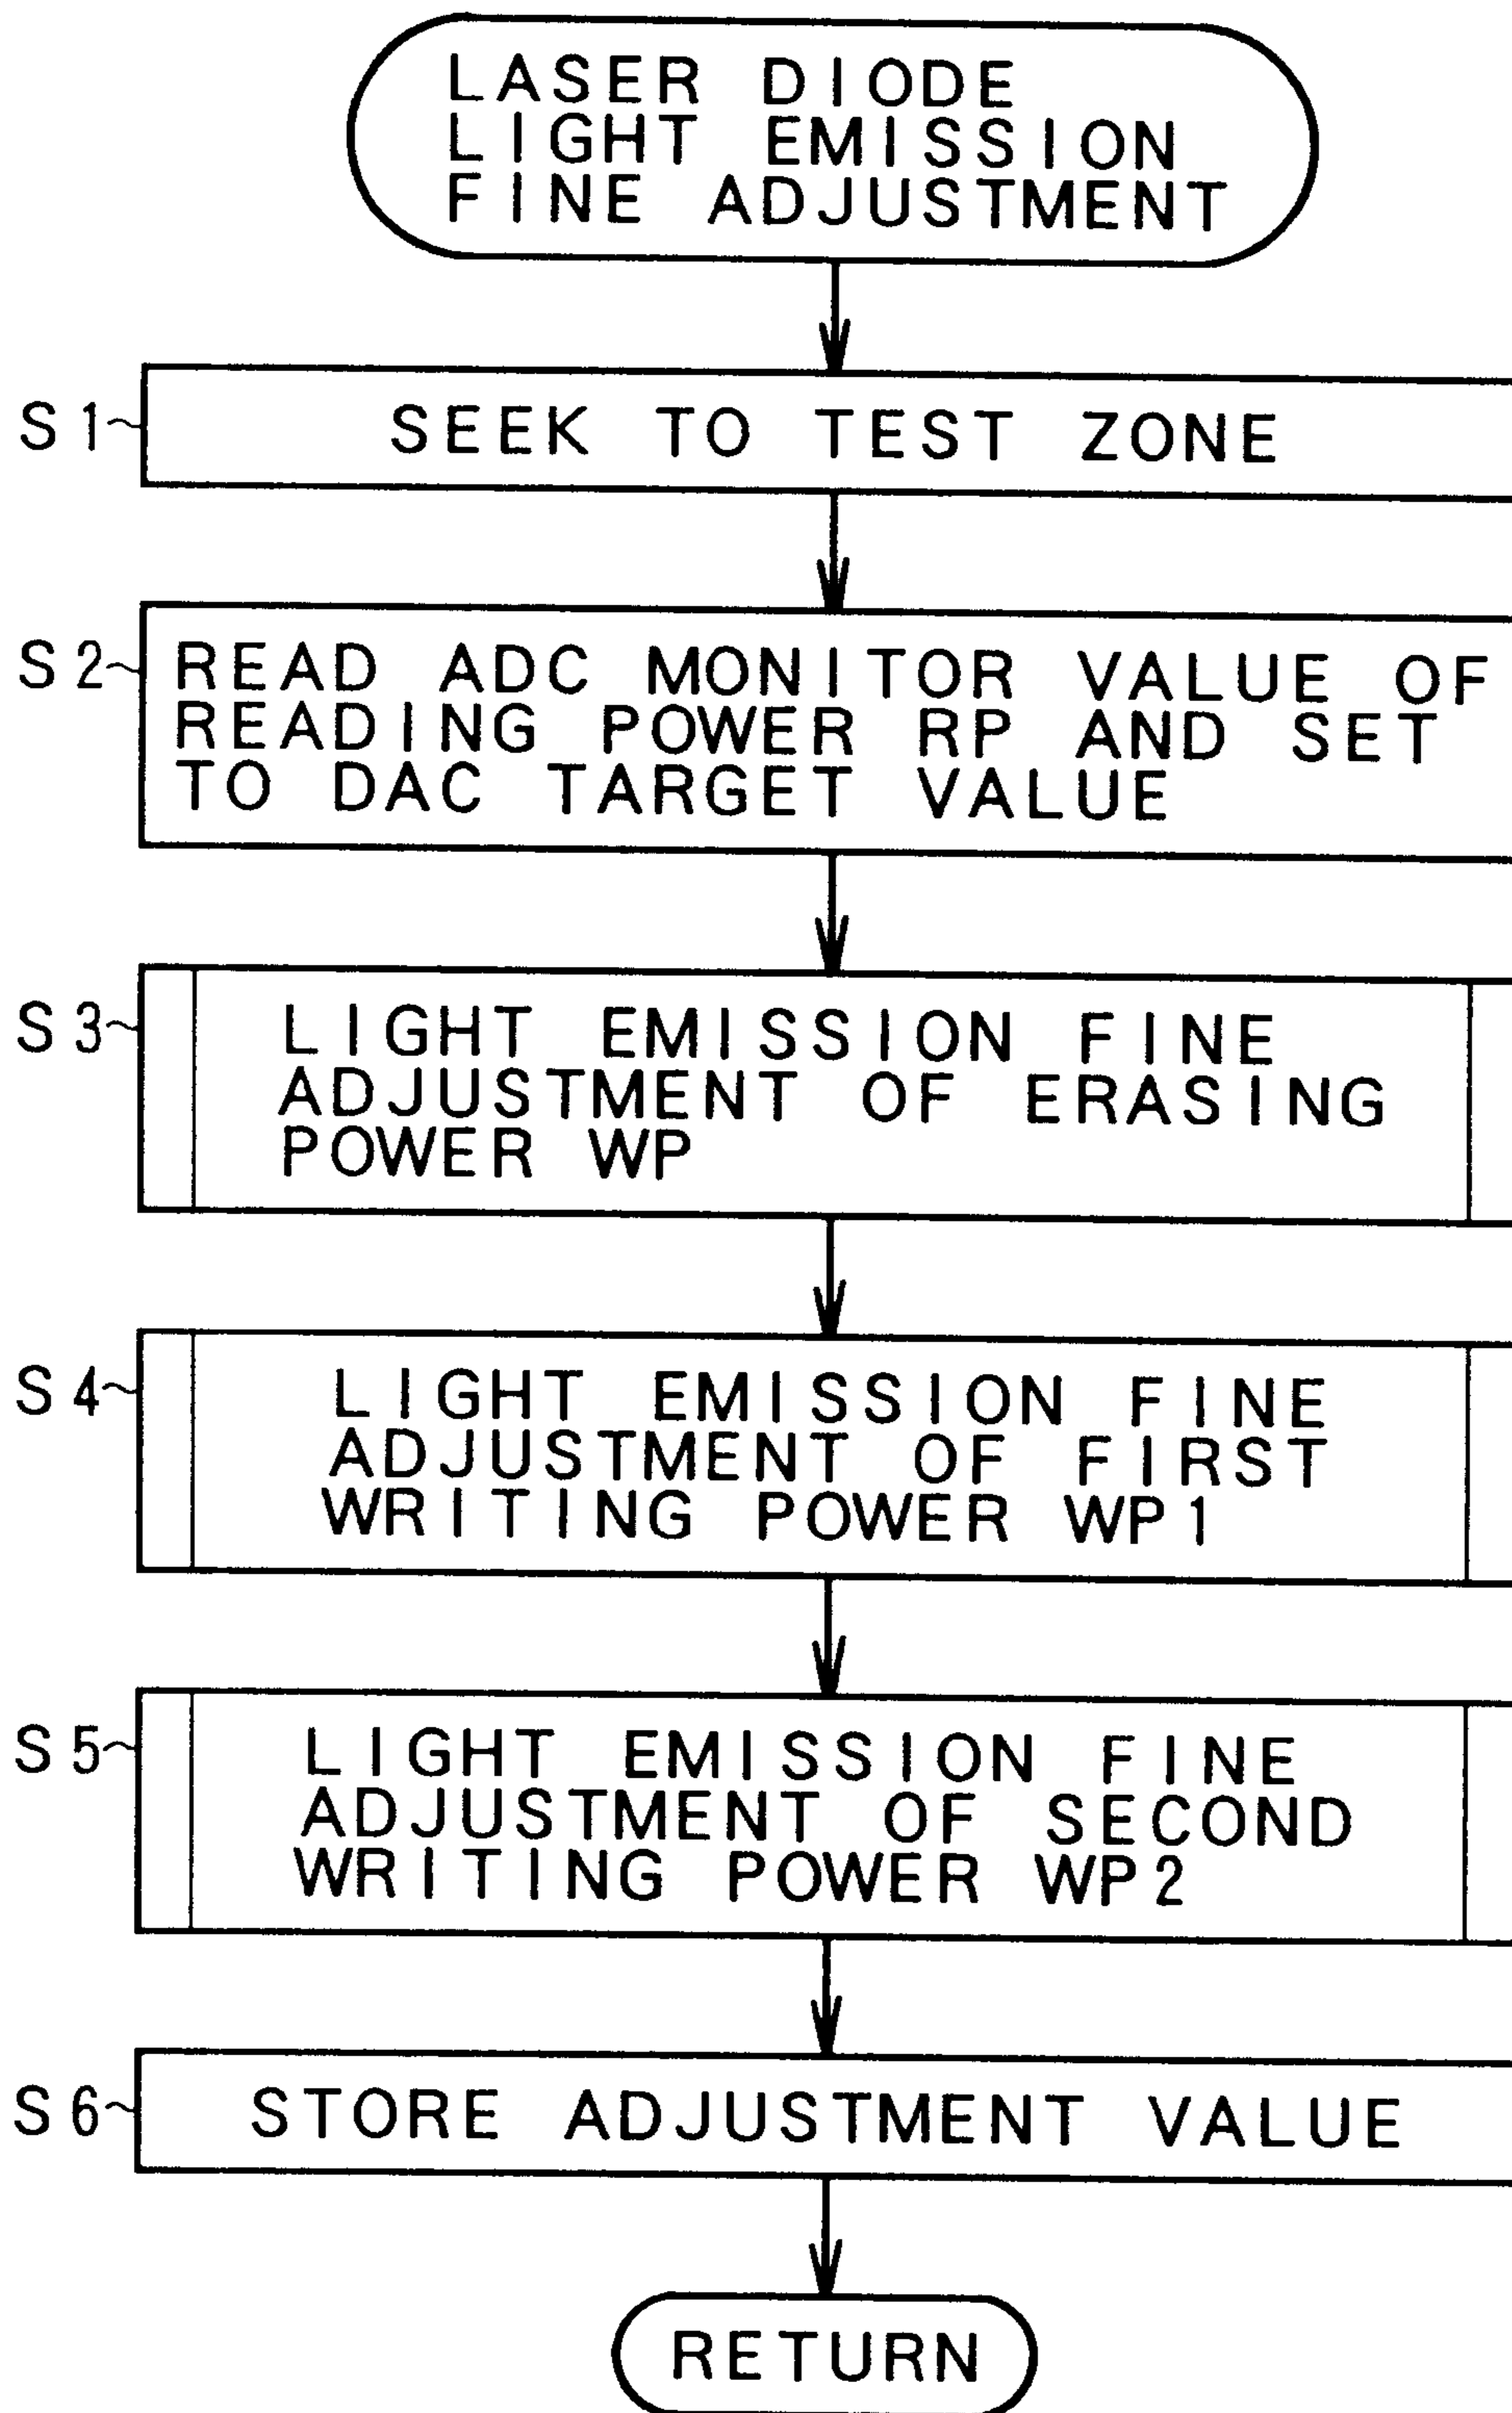 LASER DIODE
LIGHT EMISSION
FINE ADJUSTMENT
S1
SEEK TO TEST ZONE
S2
READ ADC MONITOR VALUE OF
READING POWER RP AND SET
TO DAC TARGET VALUE
S3
LIGHT EMISSION FINE
ADJUSTMENT OF ERASING
POWER WP
S4
LIGHT EMISSION FINE
ADJUSTMENT OF FIRST
WRITING POWER WP1
S5
LIGHT EMISSION FINE
ADJUSTMENT OF SECOND
WRITING POWER WP2
S6
STORE ADJUSTMENT VALUE
RETURN